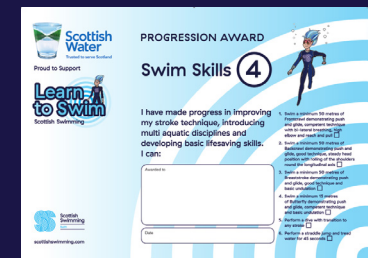 Scottish
Water
Trusted to serve Scotland
Proud to Support
Learn
to Swim
Scottish Swimming
PROGRESSION AWARD
Swim Skills 4
I have made progress in improving
my stroke technique, introducing
multi aquatic disciplines and
developing basic lifesaving skills.
I can:
Awarded to
Date
1. Swim a minimum 50 metres of
Frontcrawl demonstrating push
and glide, competent technique
with bi-lateral breathing, high
elbow and reach and pull
2. Swim a minimum 50 metres of
Backcrawl demonstrating push and
glide, good technique, steady head
position with rolling of the shoulders
round the longitudinal axis
3. Swim a minimum 50 metres of
Breaststroke demonstrating push
and glide, good technique and
basic undulation
4. Swim a minimum 15 metres
of Butterfly demonstrating push
and glide, competent technique
and basic undulation
5. Perform a dive with transition to
any stroke
6. Perform a straddle jump and tread
water for 45 seconds
Scottish
Swimming
scottishswimming.com